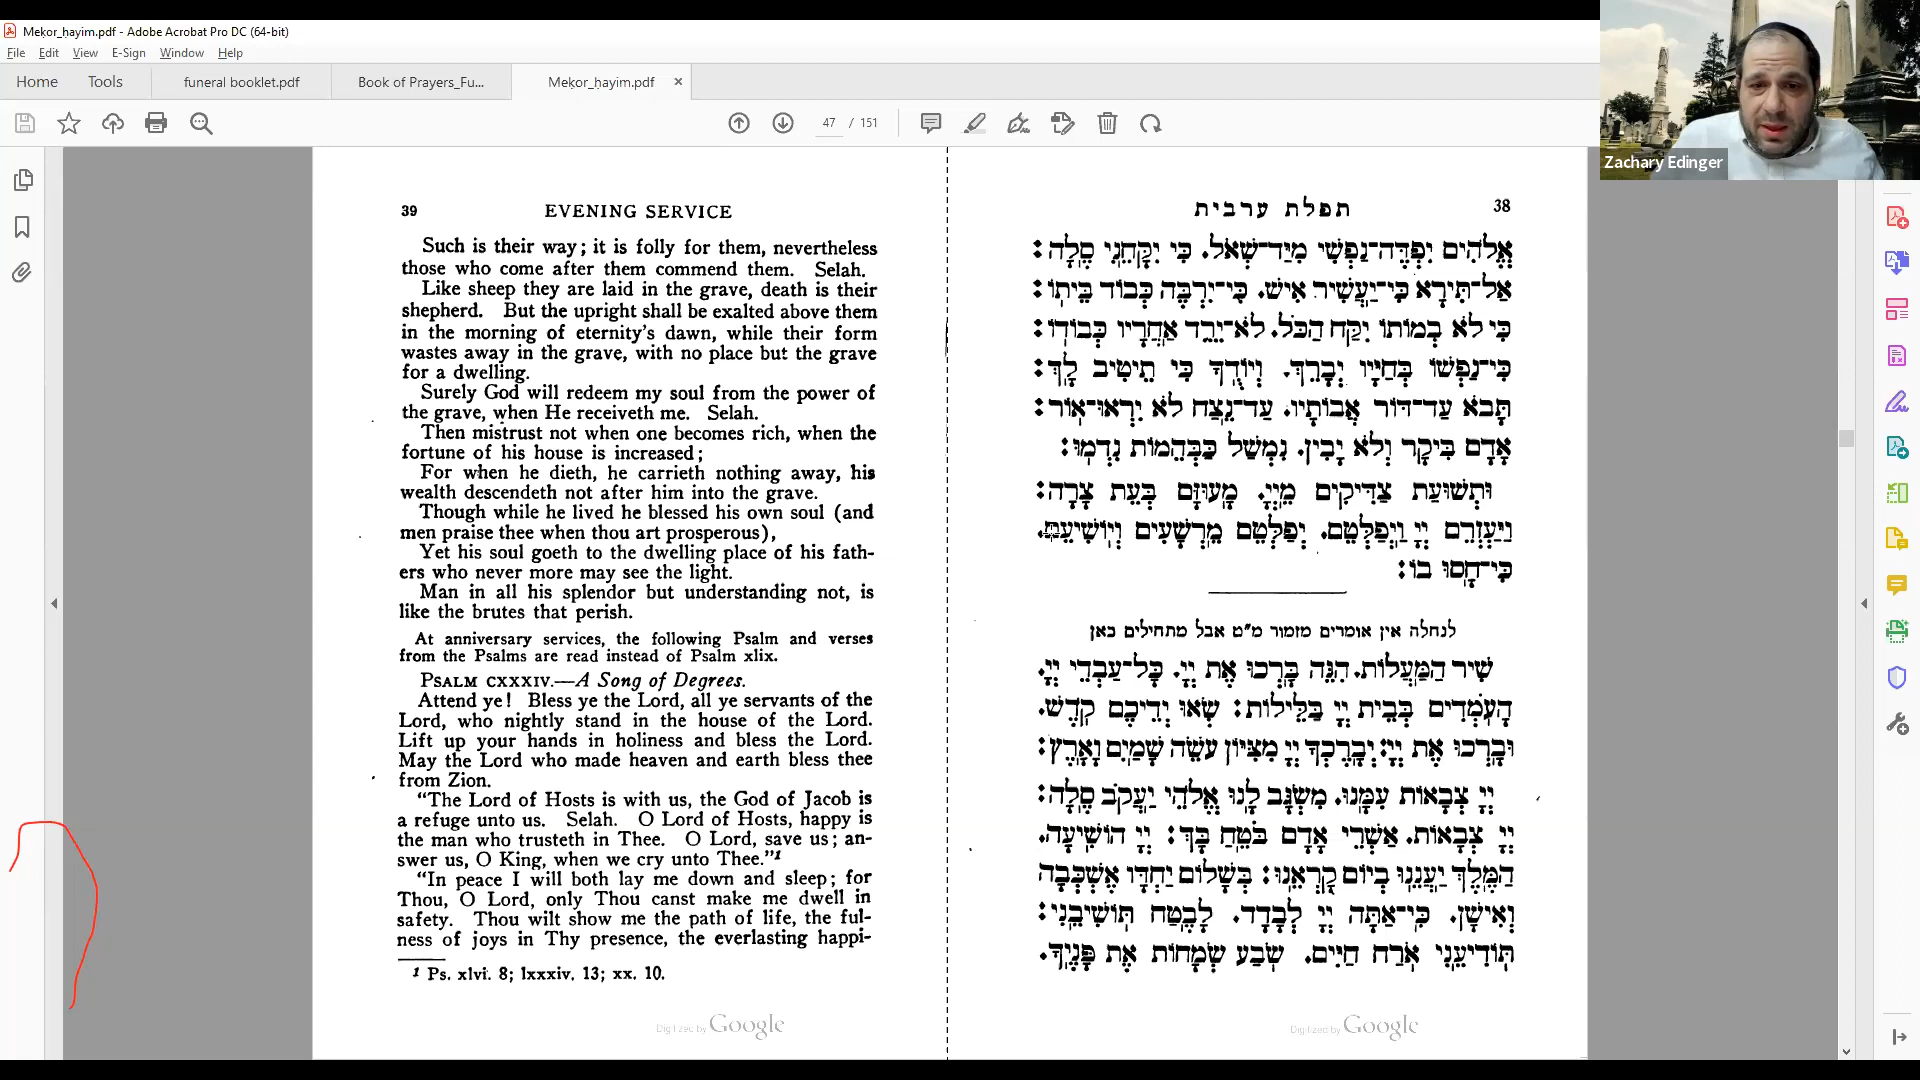 Meḳor_ḥayim.pdf - Adobe Acrobat Pro DC (64-bit)
File Edit View E-Sign Window Help
Home Tools funeral booklet.pdf Book of Prayers_Fu... Meḳor_ḥayim.pdf ×
47 / 151
Zachary Edinger
39 EVENING SERVICE
Such is their way; it is folly for them, nevertheless
those who come after them commend them. Selah.
Like sheep they are laid in the grave, death is their
shepherd. But the upright shall be exalted above them
in the morning of eternity's dawn, while their form
wastes away in the grave, with no place but the grave
for a dwelling.
Surely God will redeem my soul from the power of
the grave, when He receiveth me. Selah.
Then mistrust not when one becomes rich, when the
fortune of his house is increased;
For when he dieth, he carrieth nothing away, his
wealth descendeth not after him into the grave.
Though while he lived he blessed his own soul (and
men praise thee when thou art prosperous),
Yet his soul goeth to the dwelling place of his fath-
ers who never more may see the light.
Man in all his splendor but understanding not, is
like the brutes that perish.
At anniversary services, the following Psalm and verses
from the Psalms are read instead of Psalm xlix.
PSALM CXXXIV.—A Song of Degrees.
Attend ye! Bless ye the Lord, all ye servants of the
Lord, who nightly stand in the house of the Lord.
Lift up your hands in holiness and bless the Lord.
May the Lord who made heaven and earth bless thee
from Zion.
"The Lord of Hosts is with us, the God of Jacob is
a refuge unto us. Selah. O Lord of Hosts, happy is
the man who trusteth in Thee. O Lord, save us; an-
swer us, O King, when we cry unto Thee."¹
"In peace I will both lay me down and sleep; for
Thou, O Lord, only Thou canst make me dwell in
safety. Thou wilt show me the path of life, the ful-
ness of joys in Thy presence, the everlasting happi-
¹ Ps. xlvi. 8; lxxxiv. 13; xx. 10.
Digitized by Google
תפלת ערבית 38
אֱלֹהִים יִפְדֶּה־נַפְשִׁי מִיַּד־שְׁאֹל. כִּי יִקָּחֵנִי סֶלָה:
אַל־תִּירָא כִּי־יַעֲשִׁיר אִישׁ. כִּי־יִרְבֶּה כְּבוֹד בֵּיתוֹ:
כִּי לֹא בְמוֹתוֹ יִקַּח הַכֹּל. לֹא־יֵרֵד אַחֲרָיו כְּבוֹדוֹ:
כִּי־נַפְשׁוֹ בְּחַיָּיו יְבָרֵךְ. וְיוֹדֻךָ כִּי תֵיטִיב לָךְ:
תָּבֹא עַד־דּוֹר אֲבוֹתָיו. עַד־נֵצַח לֹא יִרְאוּ־אוֹר:
אָדָם בִּיקָר וְלֹא יָבִין. נִמְשַׁל כַּבְּהֵמוֹת נִדְמוּ:
וּתְשׁוּעַת צַדִּיקִים מֵיְיָ. מָעוּזָּם בְּעֵת צָרָה:
וַיַּעְזְרֵם יְיָ וַיְפַלְּטֵם. יְפַלְּטֵם מֵרְשָׁעִים וְיוֹשִׁיעֵם.
כִּי־חָסוּ בוֹ:
לנחלה אין אומרים מזמור מ"ט אבל מתחילים כאן
שִׁיר הַמַּעֲלוֹת. הִנֵּה בָּרְכוּ אֶת יְיָ. כָּל־עַבְדֵי יְיָ.
הָעֹמְדִים בְּבֵית יְיָ בַּלֵּילוֹת: שְׂאוּ יְדֵיכֶם קֹדֶשׁ.
וּבָרְכוּ אֶת יְיָ: יְבָרֶכְךָ יְיָ מִצִּיּוֹן עֹשֵׂה שָׁמַיִם וָאָרֶץ:
יְיָ צְבָאוֹת עִמָּנוּ. מִשְׂגָּב לָנוּ אֱלֹהֵי יַעֲקֹב סֶלָה:
יְיָ צְבָאוֹת. אַשְׁרֵי אָדָם בֹּטֵחַ בָּךְ: יְיָ הוֹשִׁיעָה.
הַמֶּלֶךְ יַעֲנֵנוּ בְיוֹם קָרְאֵנוּ: בְּשָׁלוֹם יַחְדָּו אֶשְׁכְּבָה
וְאִישָׁן. כִּי־אַתָּה יְיָ לְבָדָד. לָבֶטַח תּוֹשִׁיבֵנִי:
תּוֹדִיעֵנִי אֹרַח חַיִּים. שֹׂבַע שְׂמָחוֹת אֶת פָּנֶיךָ.
Digitized by Google